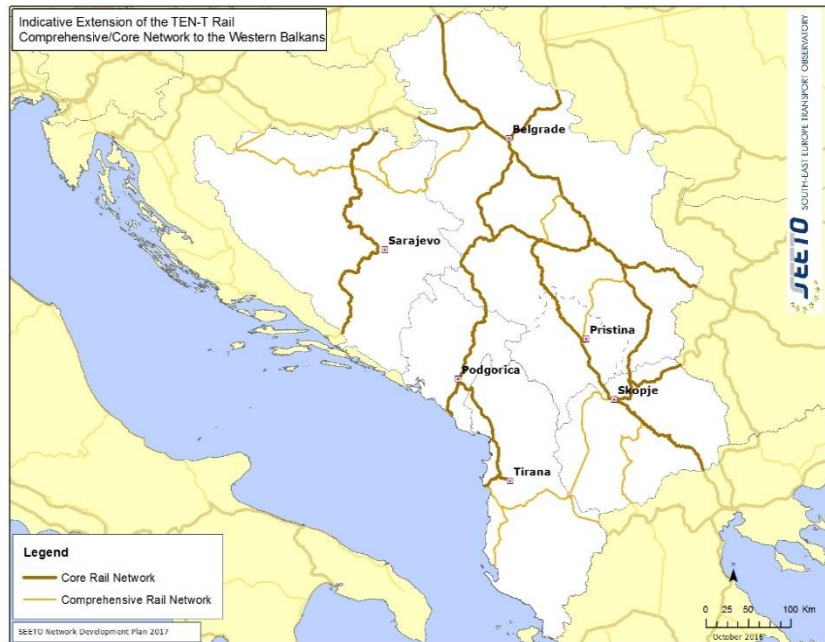 Indicative Extension of the TEN-T Rail
Comprehensive/Core Network to the Western Balkans
SEETO SOUTH-EAST EUROPE TRANSPORT OBSERVATORY
Belgrade
Sarajevo
Pristina
Podgorica
Skopje
Tirana
Legend
Core Rail Network
Comprehensive Rail Network
SEETO Network Development Plan 2017
0 25 50 100 Km
October 2016